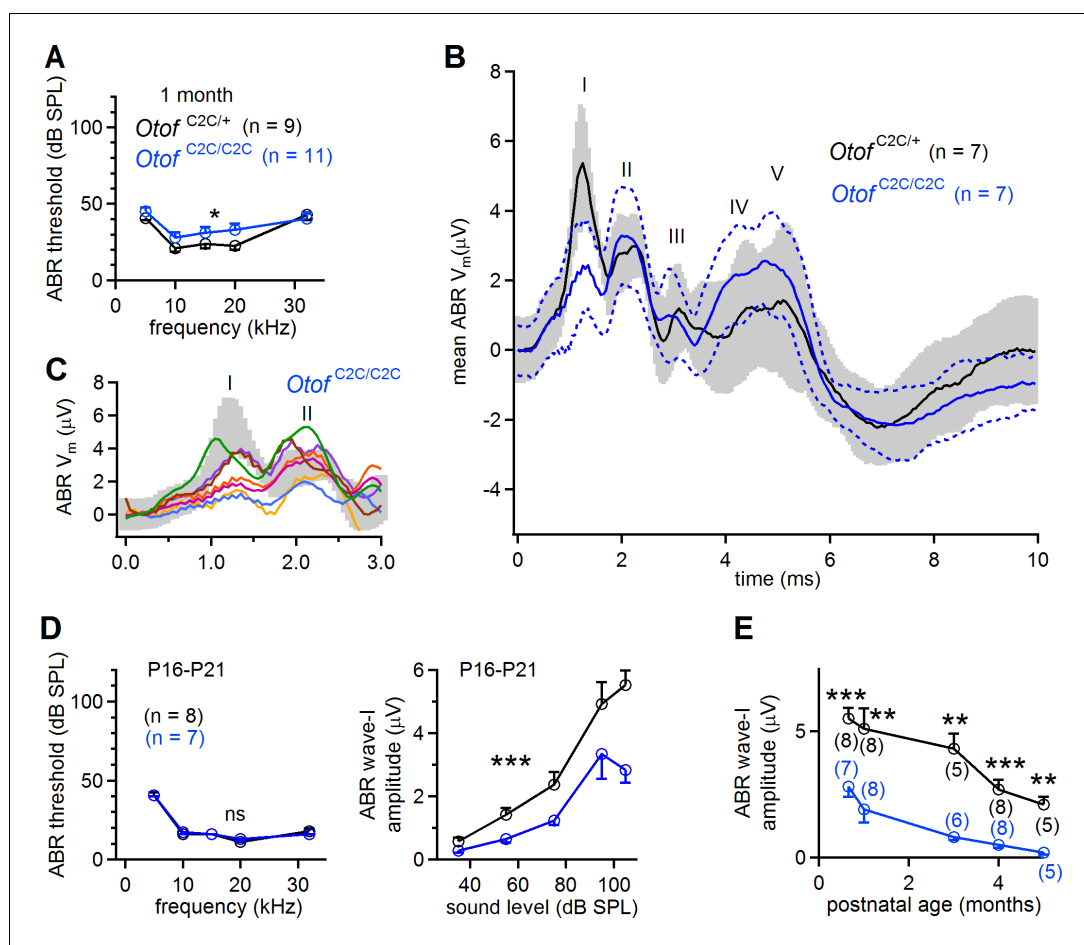 A
1 month
Otof C2C/+ (n = 9)
Otof C2C/C2C (n = 11)
*
ABR threshold (dB SPL)
100
50
0
0 10 20 30
frequency (kHz)
B
I
II
III
IV
V
Otof C2C/+ (n = 7)
Otof C2C/C2C (n = 7)
mean ABR Vm(µV)
8
6
4
2
0
-2
-4
0 2 4 6 8 10
time (ms)
C
I
II
Otof C2C/C2C
ABR Vm (µV)
8
6
4
2
0
0.0 1.0 2.0 3.0
D
P16-P21
(n = 8)
(n = 7)
ns
ABR threshold (dB SPL)
100
50
0
0 10 20 30
frequency (kHz)
P16-P21
***
ABR wave-I
amplitude (µV)
6
4
2
0
40 60 80 100
sound level (dB SPL)
E
*** ** ** *** **
(8) (8) (5) (8) (5)
(7) (8) (6) (8) (5)
ABR wave-I
amplitude (µV)
5
0
0 2 4
postnatal age (months)